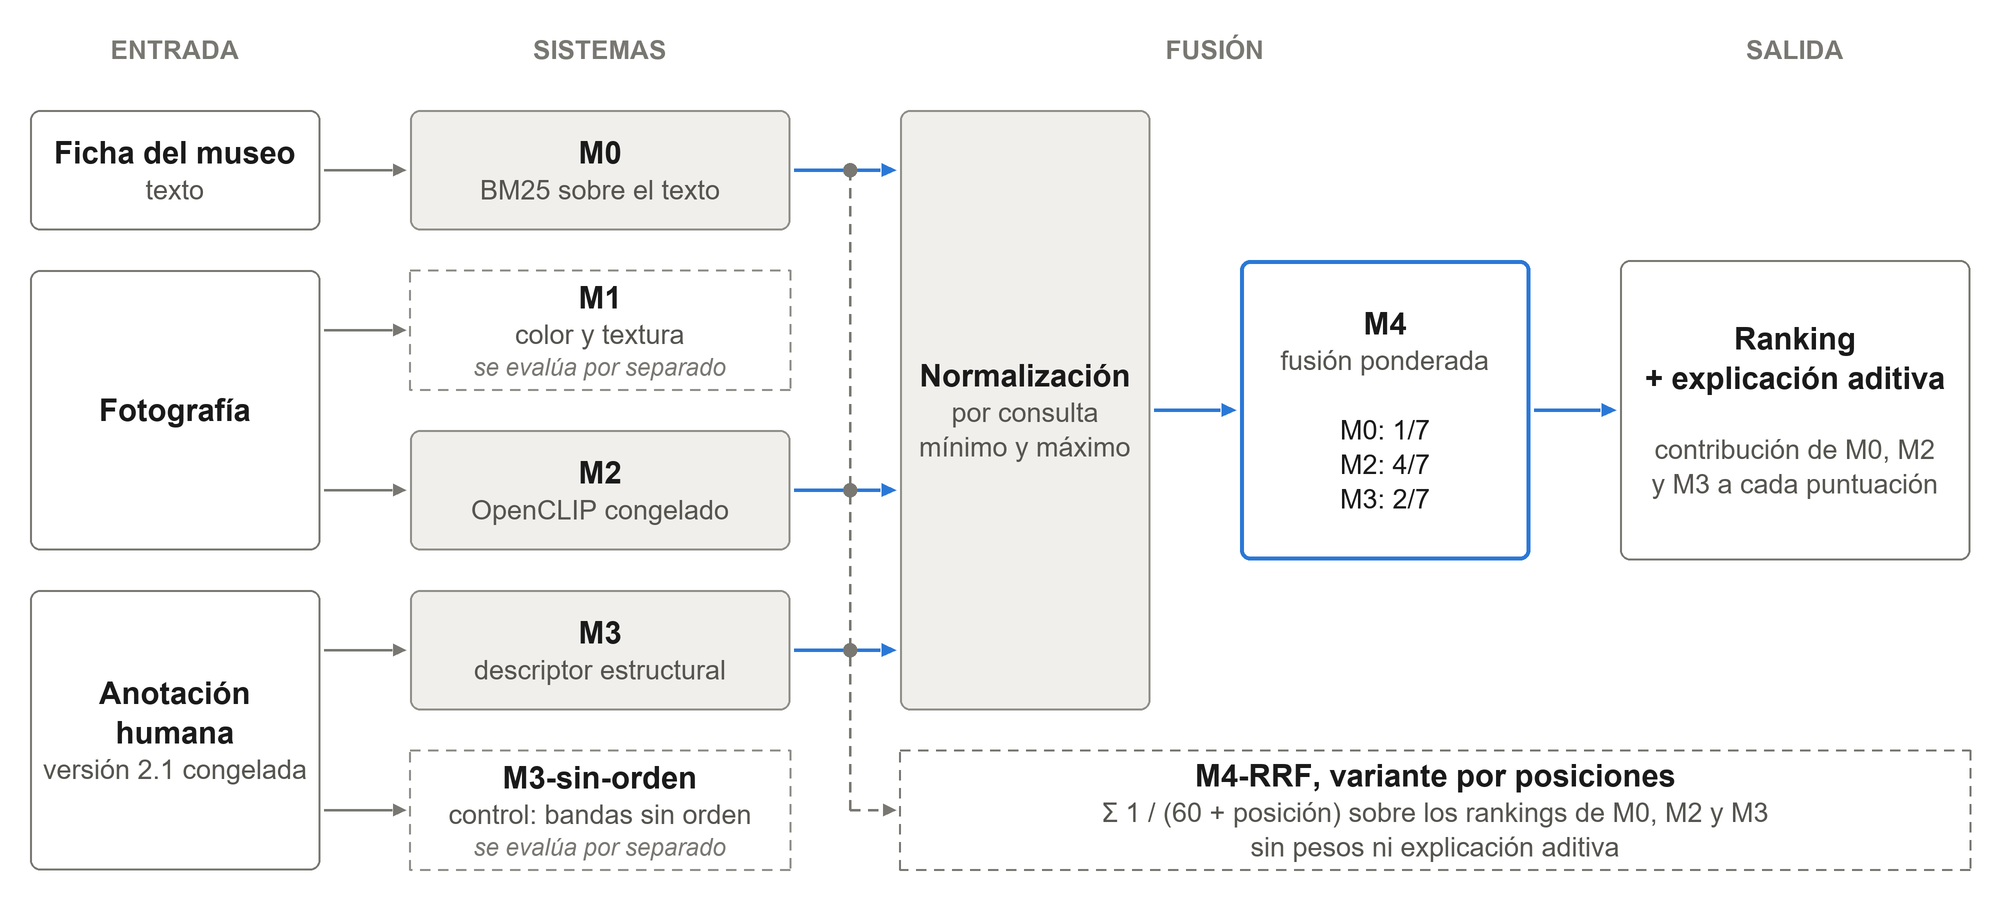 ENTRADA
SISTEMAS
FUSIÓN
SALIDA
Ficha del museo
texto
Fotografía
Anotación
humana
versión 2.1 congelada
M0
BM25 sobre el texto
M1
color y textura
se evalúa por separado
M2
OpenCLIP congelado
M3
descriptor estructural
M3-sin-orden
control: bandas sin orden
se evalúa por separado
Normalización
por consulta
mínimo y máximo
M4
fusión ponderada
M0: 1/7
M2: 4/7
M3: 2/7
Ranking
+ explicación aditiva
contribución de M0, M2
y M3 a cada puntuación
M4-RRF, variante por posiciones
Σ 1 / (60 + posición) sobre los rankings de M0, M2 y M3
sin pesos ni explicación aditiva